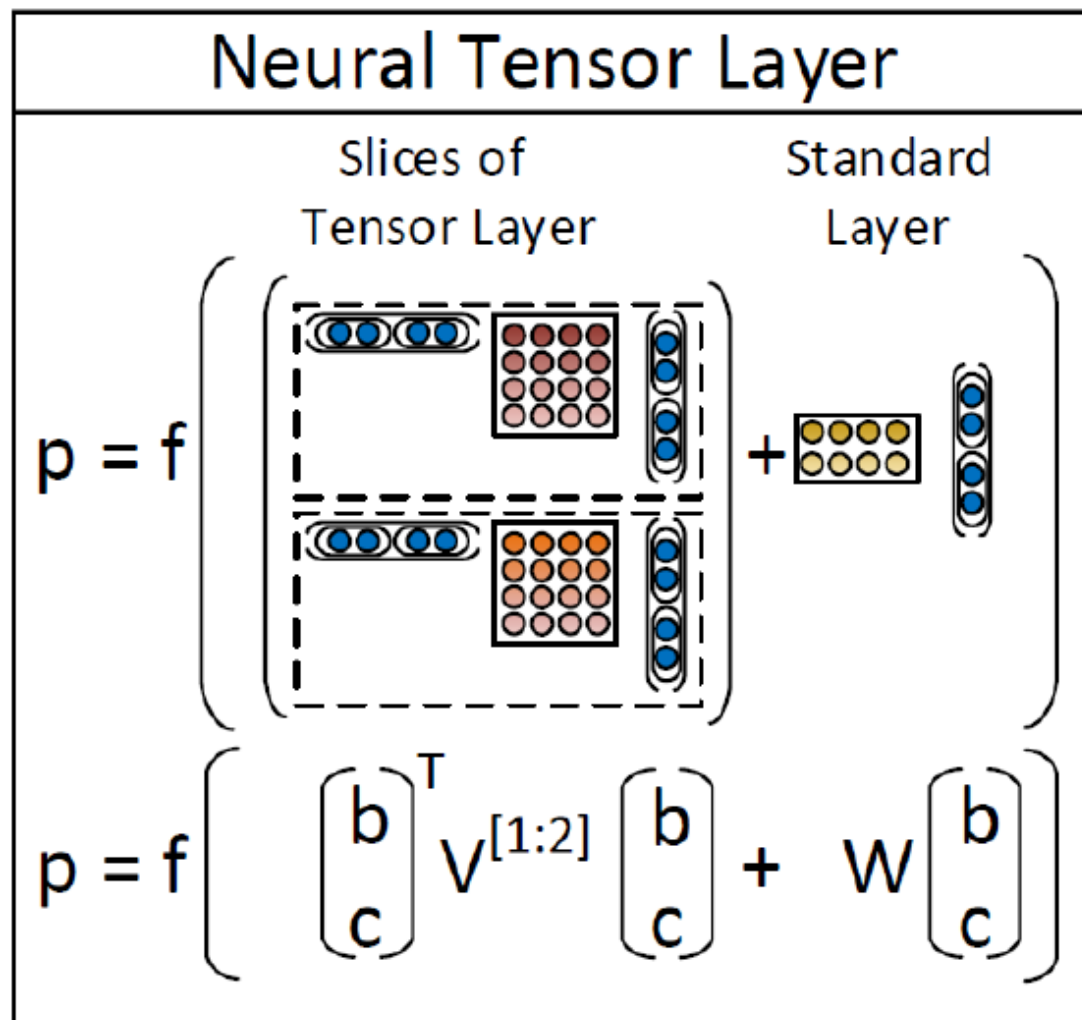 Neural Tensor Layer
Slices of Tensor Layer
Standard Layer
p = f ( ( ) + )
p = f ( [b c]^T V^[1:2] [b c] + W [b c] )